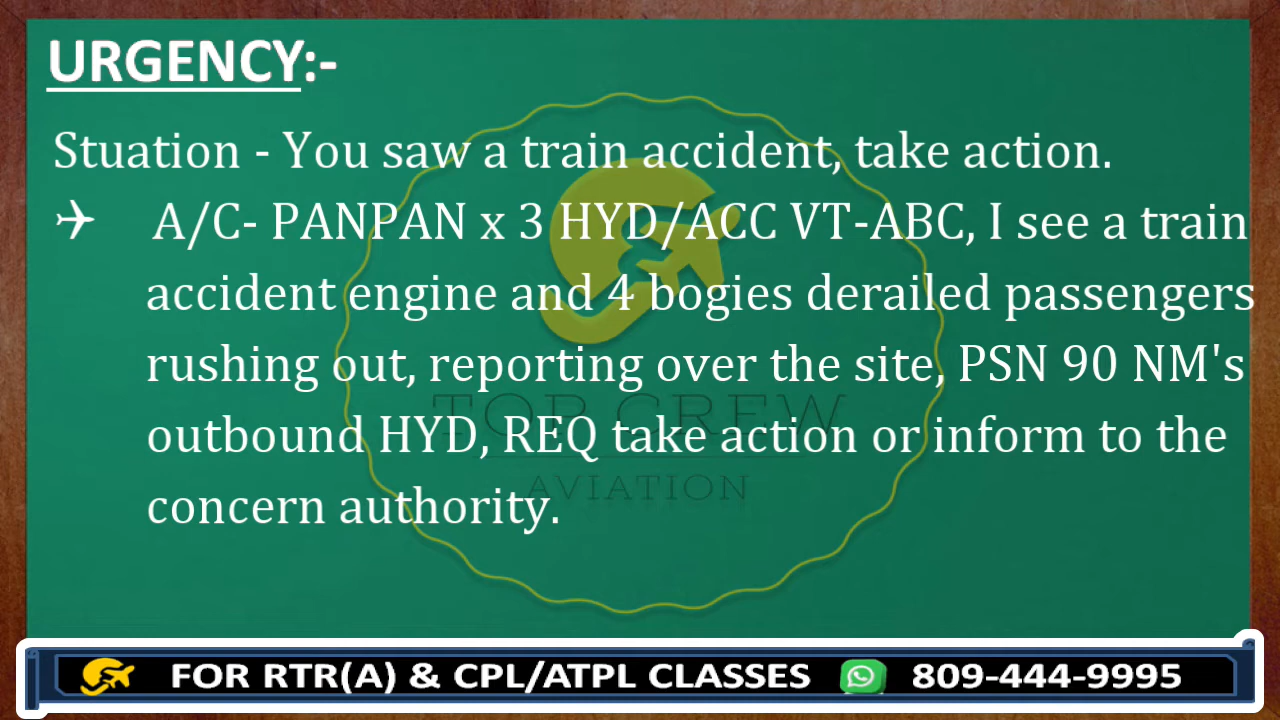 URGENCY:-
Stuation - You saw a train accident, take action.
✈ A/C- PANPAN x 3 HYD/ACC VT-ABC, I see a train
accident engine and 4 bogies derailed passengers
rushing out, reporting over the site, PSN 90 NM's
outbound HYD, REQ take action or inform to the
concern authority.
TOP CREW
AVIATION
FOR RTR(A) & CPL/ATPL CLASSES 809-444-9995